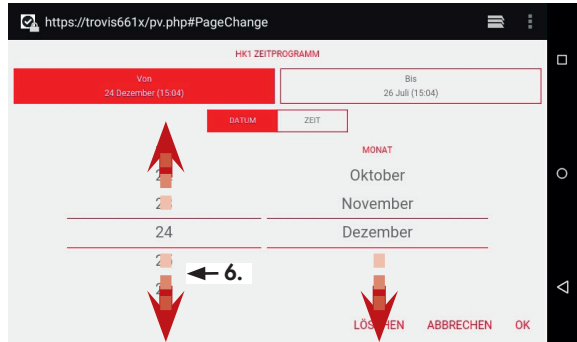 https://trovis661x/pv.php#PageChange
HK1 ZEITPROGRAMM
Von
24 Dezember (15:04)
Bis
26 Juli (15:04)
DATUM ZEIT
MONAT
Oktober
November
24 Dezember
6.
ABBRECHEN OK